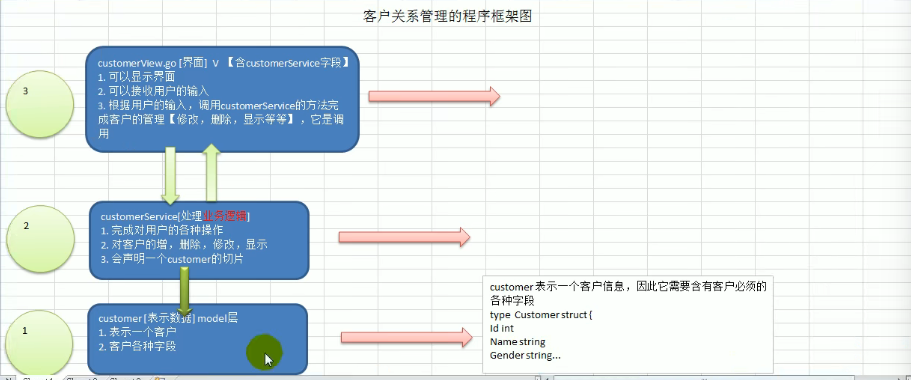 客户关系管理的程序框架图
3
customerView.go [界面] V 【含customerService字段】
1. 可以显示界面
2. 可以接收用户的输入
3. 根据用户的输入，调用customerService的方法完
成客户的管理【修改，删除，显示等等】，它是调
用
2
customerService[处理业务逻辑]
1. 完成对用户的各种操作
2. 对客户的增，删除，修改，显示
3. 会声明一个customer的切片
1
customer [表示数据] model层
1. 表示一个客户
2. 客户各种字段
customer 表示一个客户信息，因此它需要含有客户必须的
各种字段
type Customer struct {
Id int
Name string
Gender string...